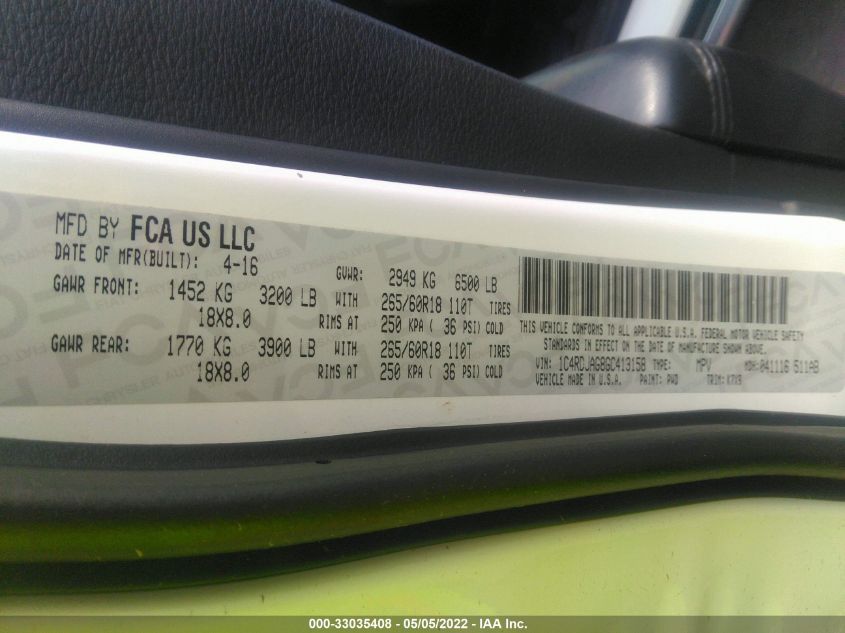 MFD BY FCA US LLC
DATE OF MFR(BUILT): 4-16 GVWR: 2949 KG 6500 LB
GAWR FRONT: 1452 KG 3200 LB WITH 265/60R18 110T TIRES
18X8.0 RIMS AT 250 KPA ( 36 PSI) COLD
GAWR REAR: 1770 KG 3900 LB WITH 265/60R18 110T TIRES
18X8.0 RIMS AT 250 KPA ( 36 PSI) COLD
THIS VEHICLE CONFORMS TO ALL APPLICABLE U.S.A. FEDERAL MOTOR VEHICLE SAFETY
STANDARDS IN EFFECT ON THE DATE OF MANUFACTURE SHOWN ABOVE.
VIN: 1C4RDJAG8GC413158 TYPE: MPV MDH: 041116 511AB
VEHICLE MADE IN U.S.A. PAINT: PWD TRIM: K7X9
000-33035408 - 05/05/2022 - IAA Inc.